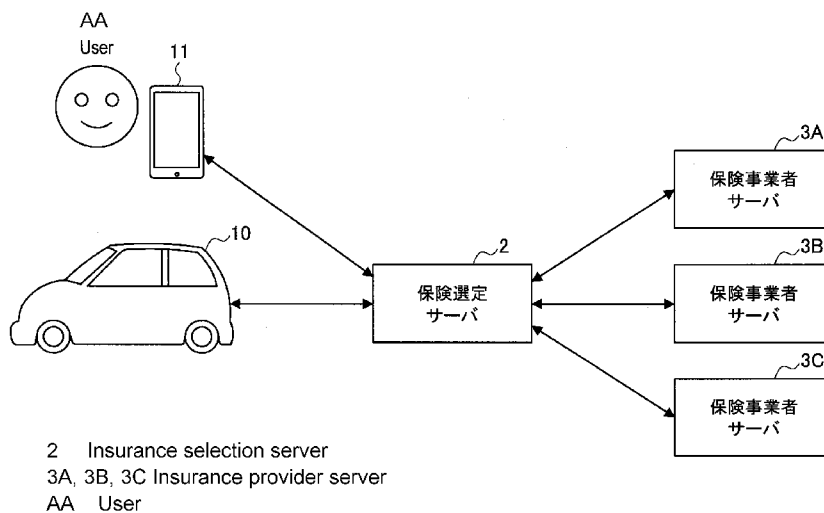 AA
User
11
10
2
保険選定
サーバ
3A
保険事業者
サーバ
3B
保険事業者
サーバ
3C
保険事業者
サーバ
2 Insurance selection server
3A, 3B, 3C Insurance provider server
AA User